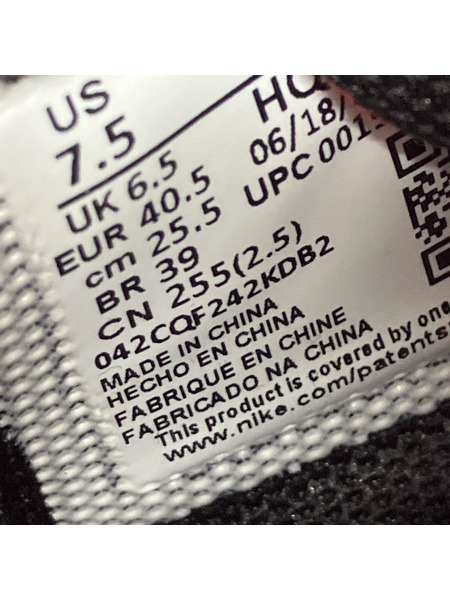 US
7.5
UK 6.5
EUR 40.5
cm 25.5
BR 39
CN 255(2.5)
042CQF242KDB2
MADE IN CHINA
HECHO EN CHINA
FABRIQUE EN CHINE
FABRICADO NA CHINA
This product is covered by one
www.nike.com/patents
06/18/
UPC 001